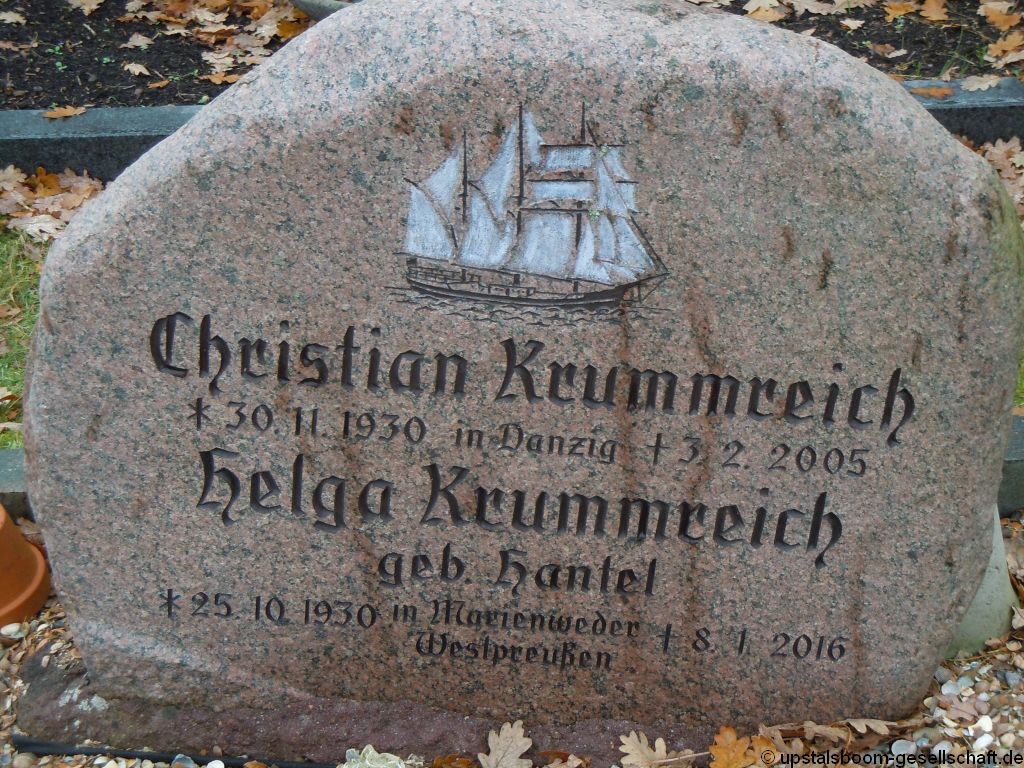 Christian Krummreich
* 30. 11. 1930 in Danzig † 3. 2. 2005
Helga Krummreich
geb. Hantel
* 25. 10. 1930 in Marienweder † 8. 1. 2016
Westpreußen
© upstalsboom-gesellschaft.de